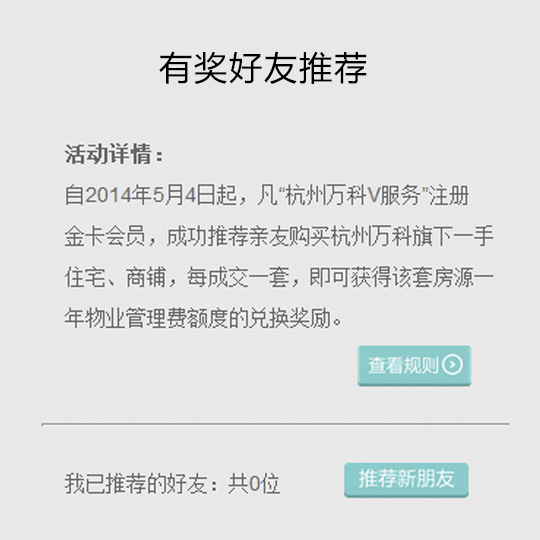 有奖好友推荐
活动详情：
自2014年5月4日起，凡“杭州万科V服务”注册
金卡会员，成功推荐亲友购买杭州万科旗下一手
住宅、商铺，每成交一套，即可获得该套房源一
年物业管理费额度的兑换奖励。
查看规则
我已推荐的好友：共0位
推荐新朋友